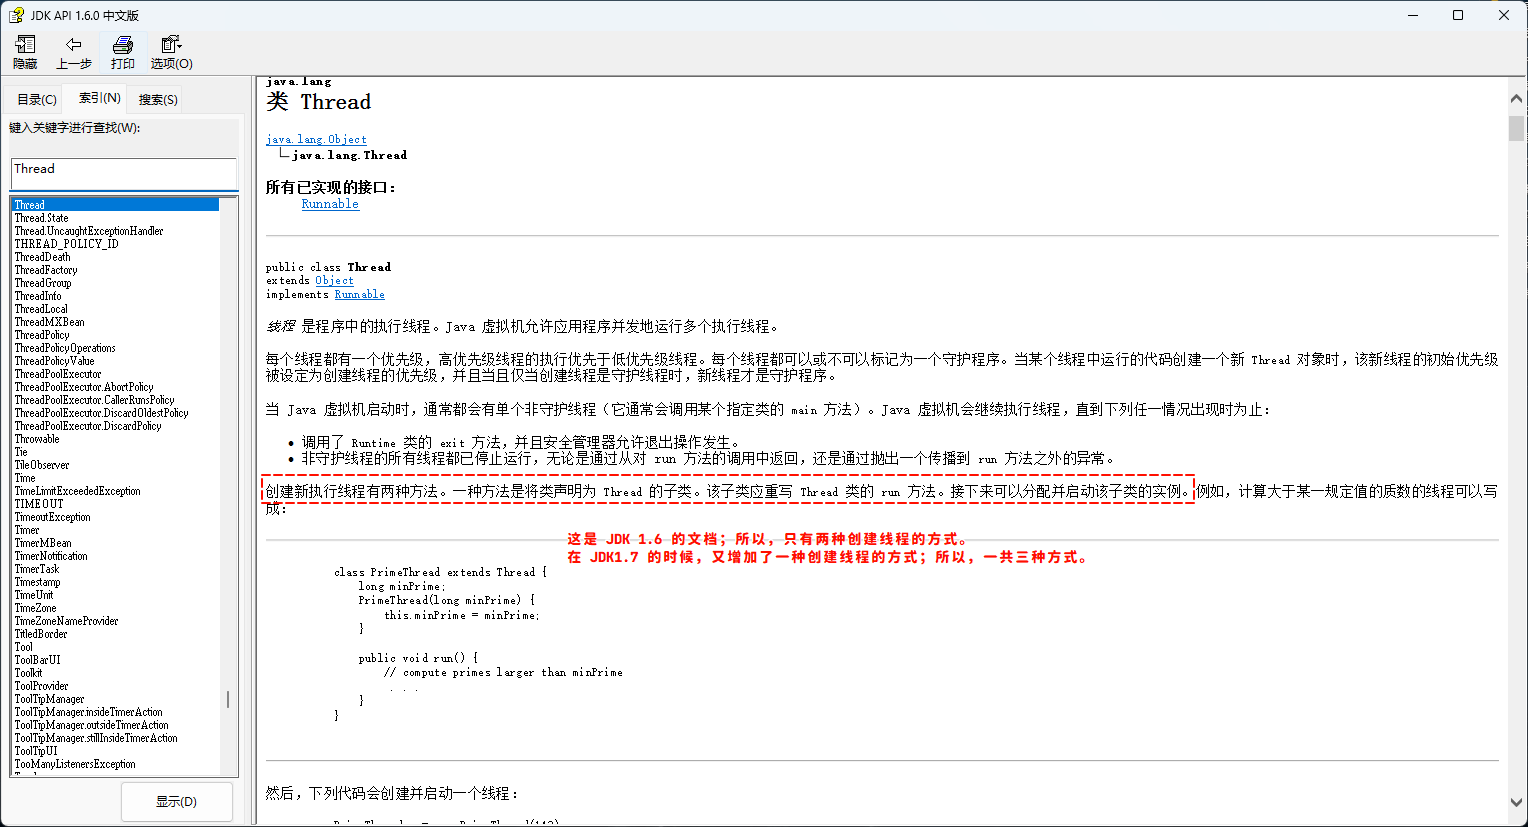 JDK API 1.6.0 中文版
隐藏
上一步
打印
选项(O)
目录(C)
索引(N)
搜索(S)
键入关键字进行查找(W):
Thread
Thread
Thread.State
Thread.UncaughtExceptionHandler
THREAD_POLICY_ID
ThreadDeath
ThreadFactory
ThreadGroup
ThreadInfo
ThreadLocal
ThreadMXBean
ThreadPolicy
ThreadPolicyOperations
ThreadPolicyValue
ThreadPoolExecutor
ThreadPoolExecutor.AbortPolicy
ThreadPoolExecutor.CallerRunsPolicy
ThreadPoolExecutor.DiscardOldestPolicy
ThreadPoolExecutor.DiscardPolicy
Throwable
Tie
TileObserver
Time
TimeLimitExceededException
TIMEOUT
TimeoutException
Timer
TimerMBean
TimerNotification
TimerTask
Timestamp
TimeUnit
TimeZone
TimeZoneNameProvider
TitledBorder
Tool
ToolBarUI
Toolkit
ToolProvider
ToolTipManager
ToolTipManager.insideTimerAction
ToolTipManager.outsideTimerAction
ToolTipManager.stillInsideTimerAction
ToolTipUI
TooManyListenersException
显示(D)
java.lang
类 Thread
java.lang.Object
java.lang.Thread
所有已实现的接口：
Runnable
public class Thread
extends Object
implements Runnable
线程 是程序中的执行线程。Java 虚拟机允许应用程序并发地运行多个执行线程。
每个线程都有一个优先级，高优先级线程的执行优先于低优先级线程。每个线程都可以或不可以标记为一个守护程序。当某个线程中运行的代码创建一个新 Thread 对象时，该新线程的初始优先级
被设定为创建线程的优先级，并且当且仅当创建线程是守护线程时，新线程才是守护程序。
当 Java 虚拟机启动时，通常都会有单个非守护线程（它通常会调用某个指定类的 main 方法）。Java 虚拟机会继续执行线程，直到下列任一情况出现时为止：
• 调用了 Runtime 类的 exit 方法，并且安全管理器允许退出操作发生。
• 非守护线程的所有线程都已停止运行，无论是通过从对 run 方法的调用中返回，还是通过抛出一个传播到 run 方法之外的异常。
创建新执行线程有两种方法。一种方法是将类声明为 Thread 的子类。该子类应重写 Thread 类的 run 方法。接下来可以分配并启动该子类的实例。例如，计算大于某一规定值的质数的线程可以写
成：
这是 JDK 1.6 的文档；所以，只有两种创建线程的方式。
在 JDK1.7 的时候，又增加了一种创建线程的方式；所以，一共三种方式。
class PrimeThread extends Thread {
long minPrime;
PrimeThread(long minPrime) {
this.minPrime = minPrime;
}
public void run() {
// compute primes larger than minPrime
. . .
}
}
然后，下列代码会创建并启动一个线程：